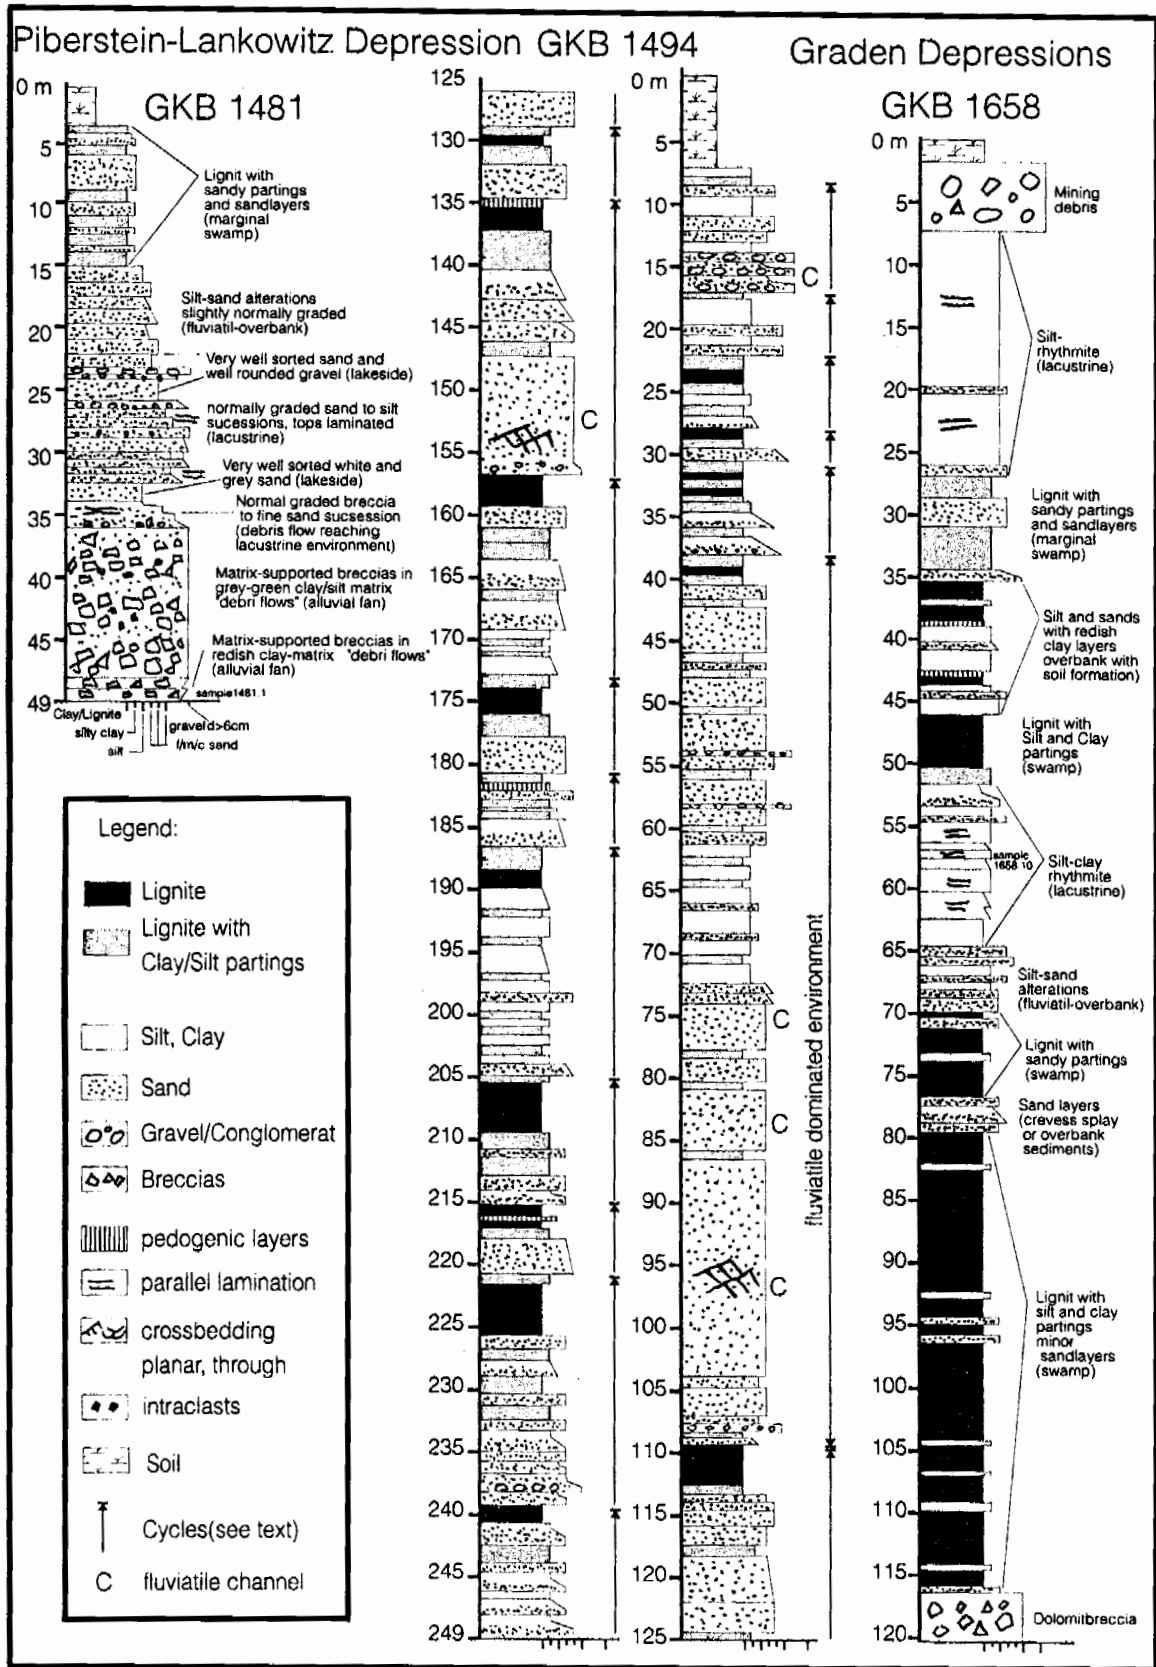 Piberstein-Lankowitz Depression GKB 1494
Graden Depressions
GKB 1481
GKB 1658
0 m
5
10
15
20
25
30
35
40
45
49
Lignit with
sandy partings
and sandlayers
(marginal
swamp)
Silt-sand alterations
slightly normally graded
(fluviatil-overbank)
Very well sorted sand and
well rounded gravel (lakeside)
normally graded sand to silt
sucessions, tops laminated
(lacustrine)
Very well sorted white and
grey sand (lakeside)
Normal graded breccia
to fine sand sucsession
(debris flow reaching
lacustrine environment)
Matrix-supported breccias in
grey-green clay/silt matrix
"debri flows" (alluvial fan)
Matrix-supported breccias in
redish clay-matrix "debri flows"
(alluvial fan)
sample1481.1
Clay/Lignite
silty clay
silt
gravel d>6cm
f/m/c sand
Legend:
Lignite
Lignite with
Clay/Silt partings
Silt, Clay
Sand
Gravel/Conglomerat
Breccias
pedogenic layers
parallel lamination
crossbedding
planar, through
intraclasts
Soil
Cycles(see text)
C fluviatile channel
125
130
135
140
145
150
155
160
165
170
175
180
185
190
195
200
205
210
215
220
225
230
235
240
245
249
C
0 m
5
10
15
20
25
30
35
40
45
50
55
60
65
70
75
80
85
90
95
100
105
110
115
120
125
C
C
C
C
fluviatile dominated environment
0 m
5
10
15
20
25
30
35
40
45
50
55
60
65
70
75
80
85
90
95
100
105
110
115
120
Mining
debris
Silt-
rhythmite
(lacustrine)
Lignit with
sandy partings
and sandlayers
(marginal
swamp)
Silt and sands
with redish
clay layers
overbank with
soil formation)
Lignit with
Silt and Clay
partings
(swamp)
sample
1658.10
Silt-clay
rhythmite
(lacustrine)
Silt-sand
alterations
(fluviatil-overbank)
Lignit with
sandy partings
(swamp)
Sand layers
(crevess splay
or overbank
sediments)
Lignit with
silt and clay
partings
minor
sandlayers
(swamp)
Dolomitbreccia